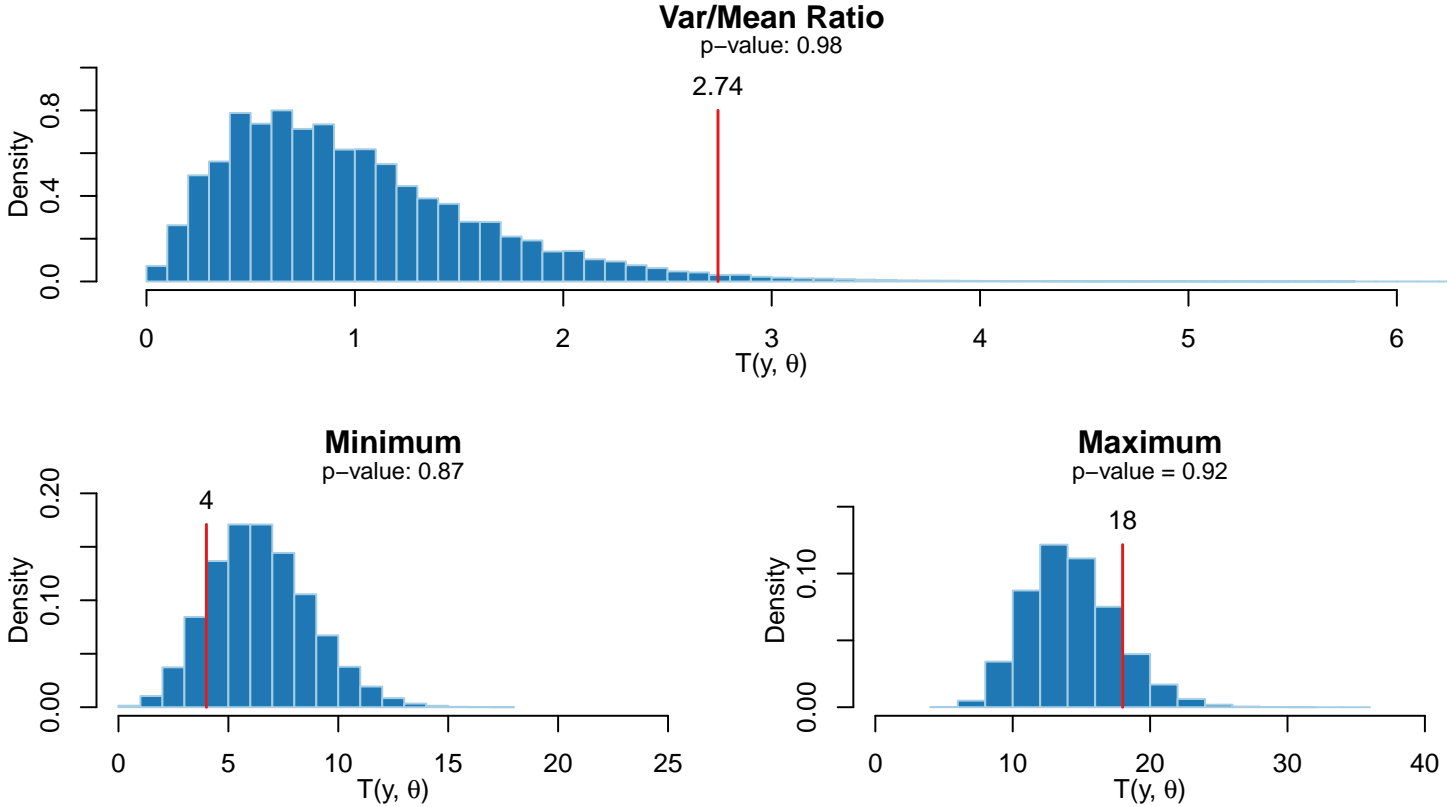 Var/Mean Ratio
p−value: 0.98
2.74
Density
0.0 0.4 0.8
0 1 2 3 4 5 6
T(y, θ)
Minimum
p−value: 0.87
4
Density
0.00 0.10 0.20
0 5 10 15 20 25
T(y, θ)
Maximum
p−value = 0.92
18
Density
0.00 0.10
0 10 20 30 40
T(y, θ)